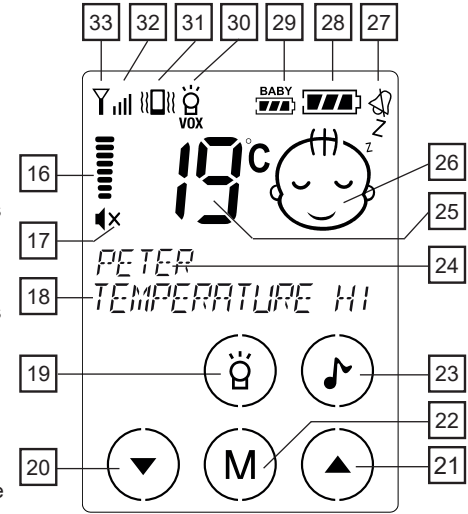 33 32 31 30 29 28 27
BABY
VOX
Z
z
16
19°C
26
17
25
PETER
24
18
TEMPERATURE HI
19
23
22
M
20
21
s
s
e